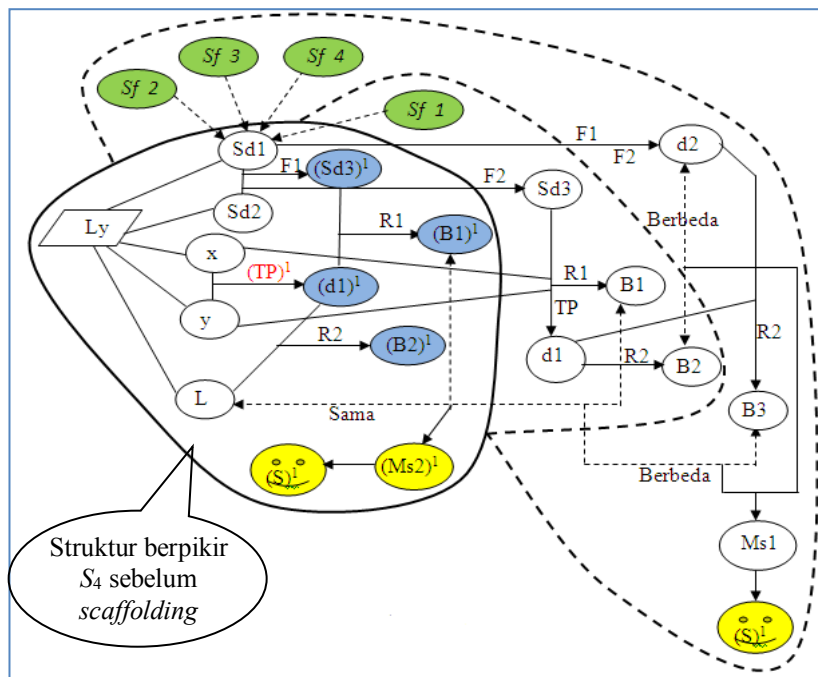 Sf 3
Sf 4
Sf 2
Sf 1
Sd1
F1
d2
F2
F1
(Sd3)¹
F2
Sd3
Sd2
Ly
Berbeda
R1
(B1)¹
x
(TP)¹
(d1)¹
R1
B1
y
TP
R2
(B2)¹
d1
R2
B2
R2
L
Sama
B3
(S)¹
(Ms2)¹
Berbeda
Struktur berpikir
S₄ sebelum
scaffolding
Ms1
(S)¹